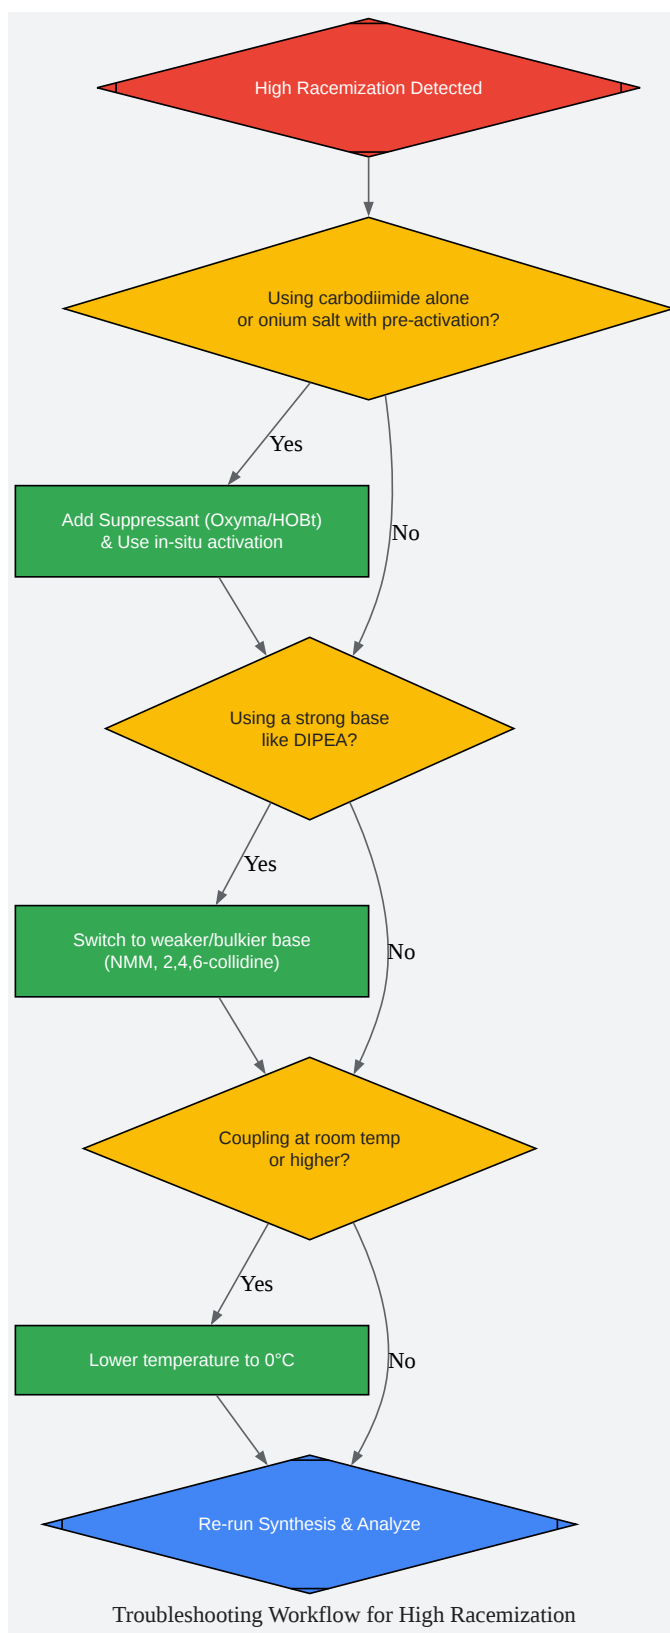 High Racemization Detected
Using carbodiimide alone
or onium salt with pre-activation?
Yes
Add Suppressant (Oxyma/HOBt)
& Use in-situ activation
No
Using a strong base
like DIPEA?
Yes
Switch to weaker/bulkier base
(NMM, 2,4,6-collidine)
No
Coupling at room temp
or higher?
Yes
Lower temperature to 0°C
No
Re-run Synthesis & Analyze
Troubleshooting Workflow for High Racemization